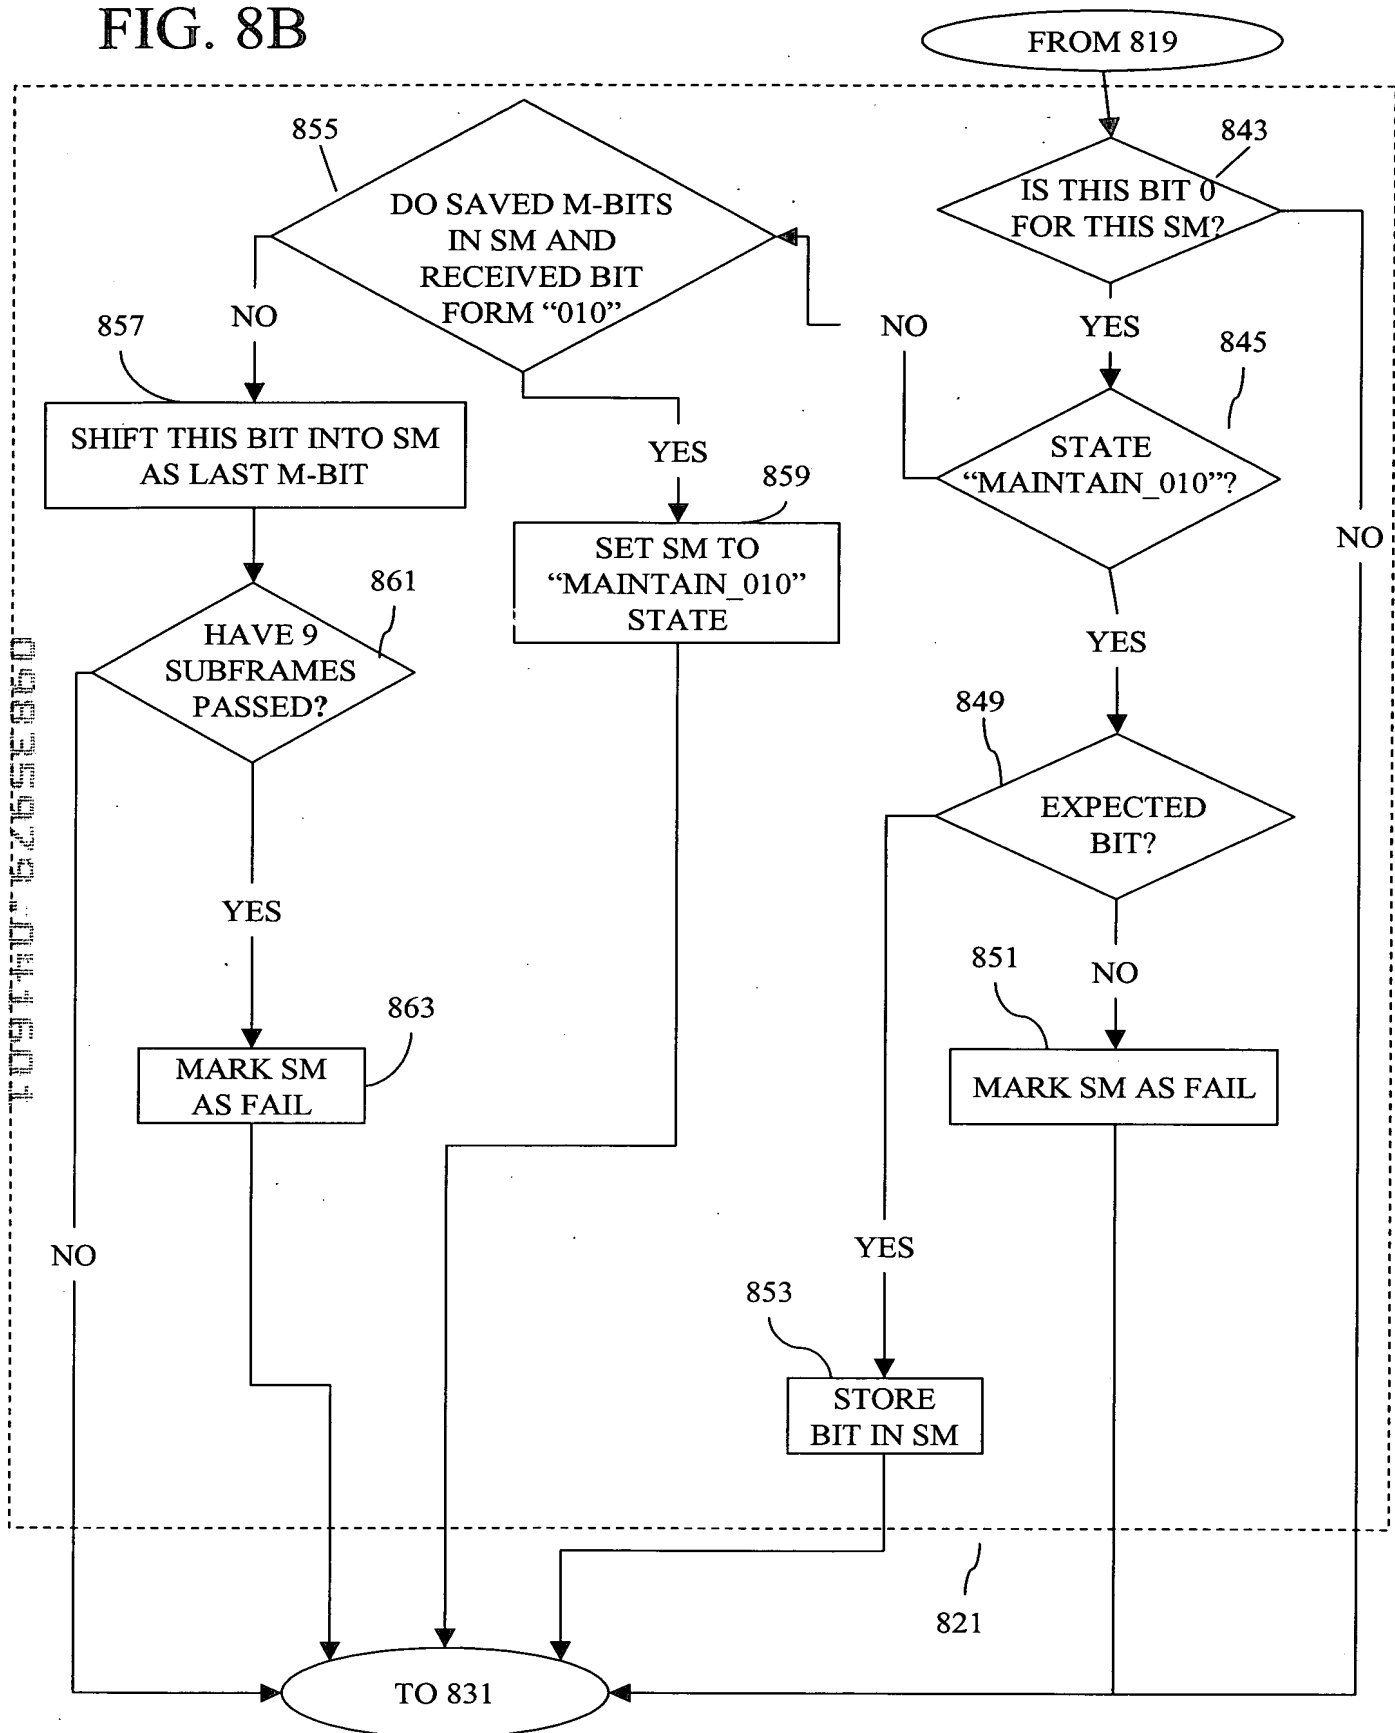 FIG. 8B
FROM 819
855
843
DO SAVED M-BITS
IN SM AND
RECEIVED BIT
FORM “010”
IS THIS BIT 0
FOR THIS SM?
NO
857
NO
YES
845
SHIFT THIS BIT INTO SM
AS LAST M-BIT
YES
859
STATE
“MAINTAIN_010”?
NO
SET SM TO
“MAINTAIN_010”
STATE
861
HAVE 9
SUBFRAMES
PASSED?
YES
849
EXPECTED
BIT?
YES
851
NO
863
MARK SM
AS FAIL
MARK SM AS FAIL
NO
YES
853
STORE
BIT IN SM
821
TO 831